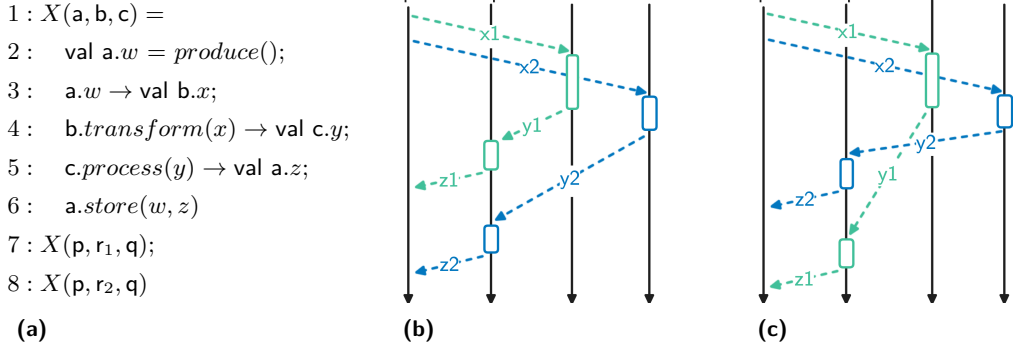 1 : X(a, b, c) =
2 : val a.w = produce();
3 : a.w → val b.x;
4 : b.transform(x) → val c.y;
5 : c.process(y) → val a.z;
6 : a.store(w, z)
7 : X(p, r₁, q);
8 : X(p, r₂, q)
(a)
x1
x2
y1
y2
z1
z2
(b)
x1
x2
y2
y1
z2
z1
(c)